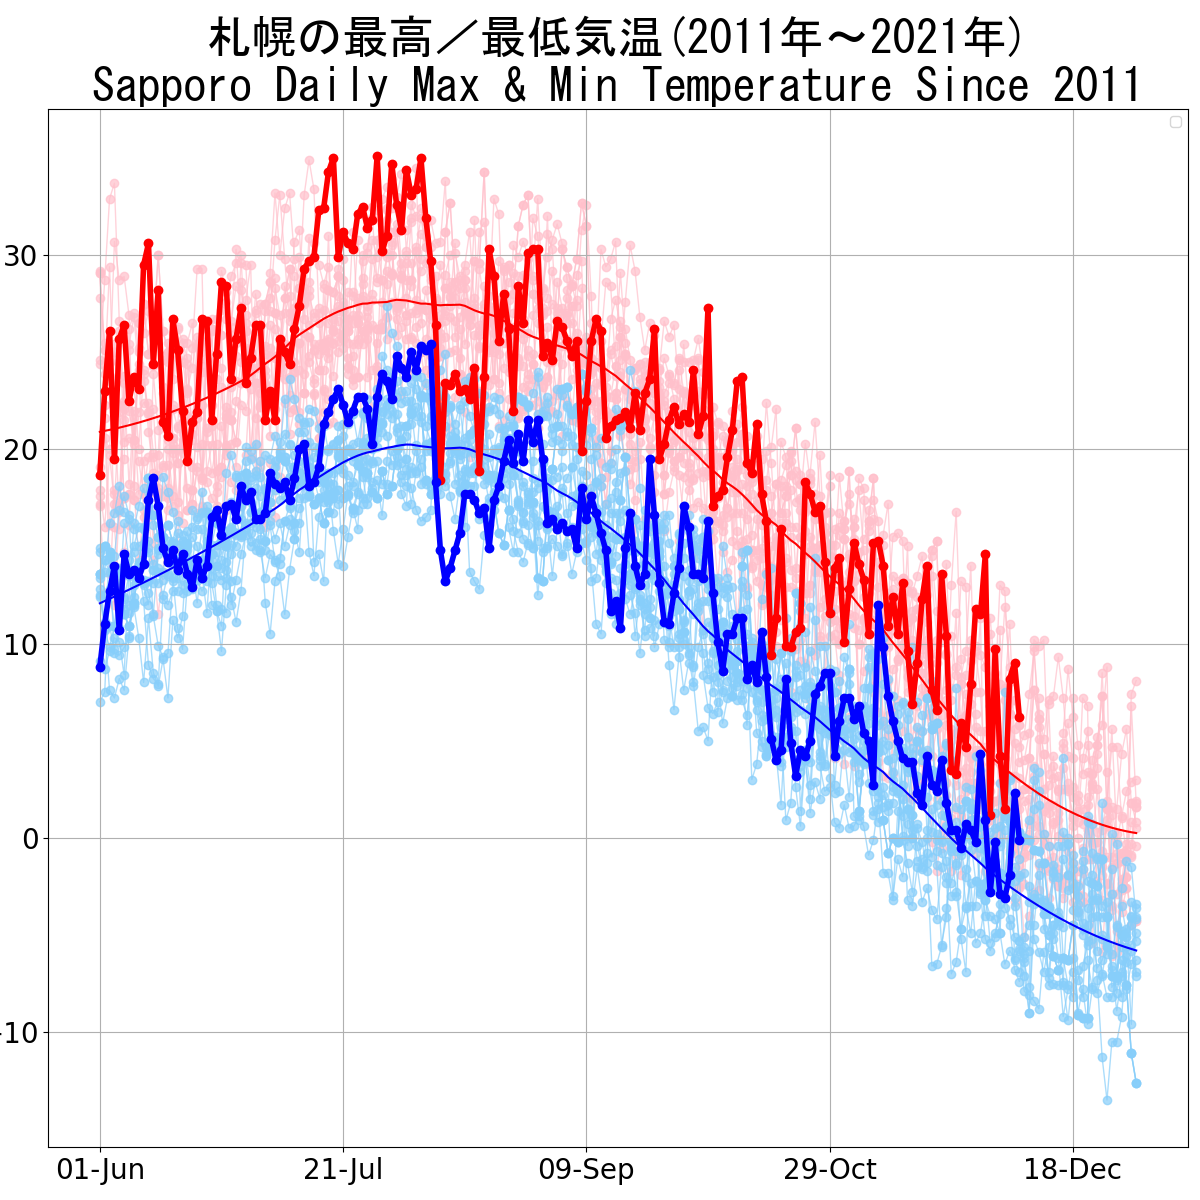 札幌の最高／最低気温(2011年～2021年)
Sapporo Daily Max & Min Temperature Since 2011
30
20
10
0
-10
01-Jun 21-Jul 09-Sep 29-Oct 18-Dec